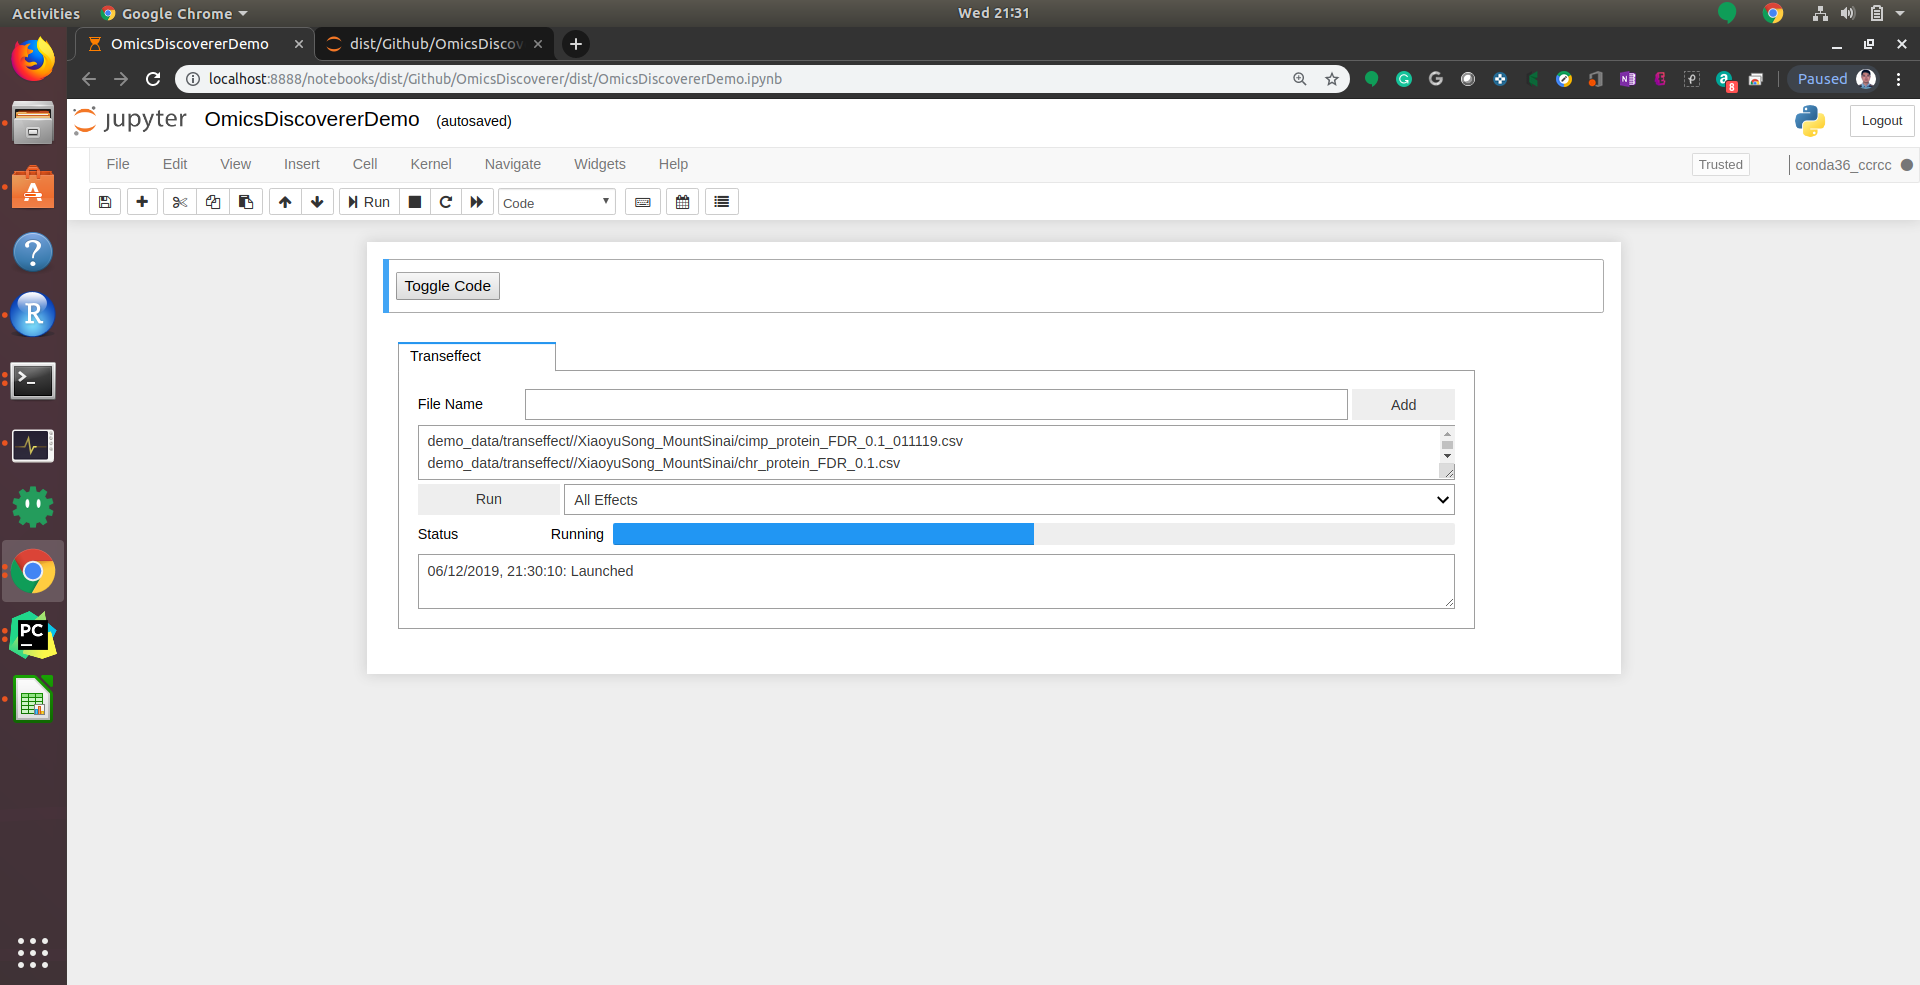 Activities Google Chrome Wed 21:31
OmicsDiscovererDemo dist/Github/OmicsDiscov
localhost:8888/notebooks/dist/Github/OmicsDiscoverer/dist/OmicsDiscovererDemo.ipynb Paused
8
jupyter OmicsDiscovererDemo (autosaved) Logout
File Edit View Insert Cell Kernel Navigate Widgets Help Trusted conda36_ccrcc
Run Code
Toggle Code
Transeffect
File Name Add
demo_data/transeffect//XiaoyuSong_MountSinai/cimp_protein_FDR_0.1_011119.csv
demo_data/transeffect//XiaoyuSong_MountSinai/chr_protein_FDR_0.1.csv
Run All Effects
Status Running
06/12/2019, 21:30:10: Launched
R
PC